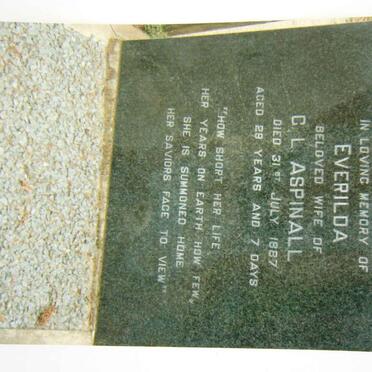 IN LOVING MEMORY OF
EVERILDA
BELOVED WIFE OF
C. L. ASPINALL
DIED 31ST JULY 1887
AGED 29 YEARS AND 7 DAYS
"HOW SHORT HER LIFE
HER YEARS ON EARTH HOW FEW,
SHE IS SUMMONED HOME
HER SAVIORS FACE TO VIEW"